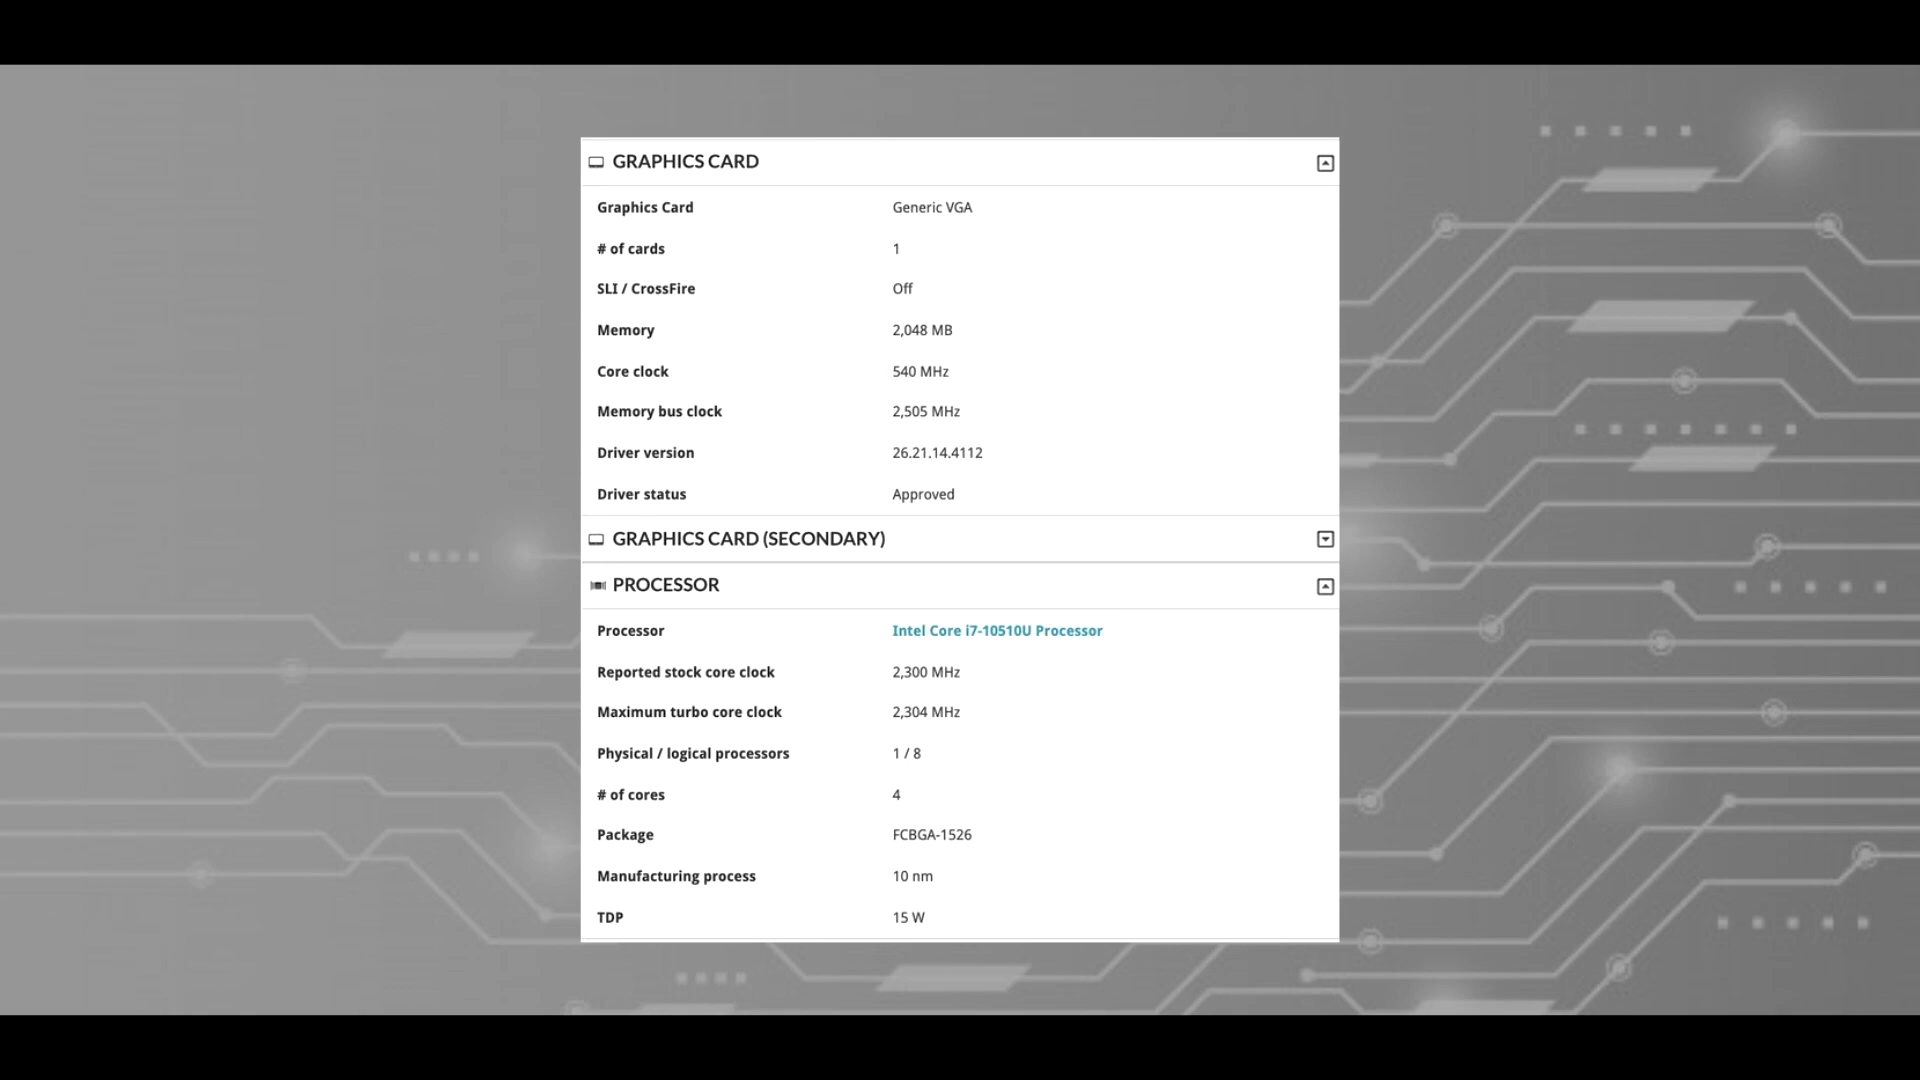 GRAPHICS CARD
Graphics Card Generic VGA
# of cards 1
SLI / CrossFire Off
Memory 2,048 MB
Core clock 540 MHz
Memory bus clock 2,505 MHz
Driver version 26.21.14.4112
Driver status Approved
GRAPHICS CARD (SECONDARY)
PROCESSOR
Processor Intel Core i7-10510U Processor
Reported stock core clock 2,300 MHz
Maximum turbo core clock 2,304 MHz
Physical / logical processors 1 / 8
# of cores 4
Package FCBGA-1526
Manufacturing process 10 nm
TDP 15 W